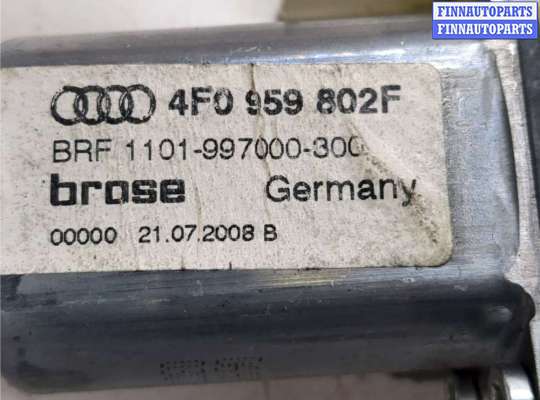 FINNAUTOPARTS
FINNAUTOPARTS
4F0 959 802F
BRF 1101-997000-300
brose Germany
00000 21.07.2008 B